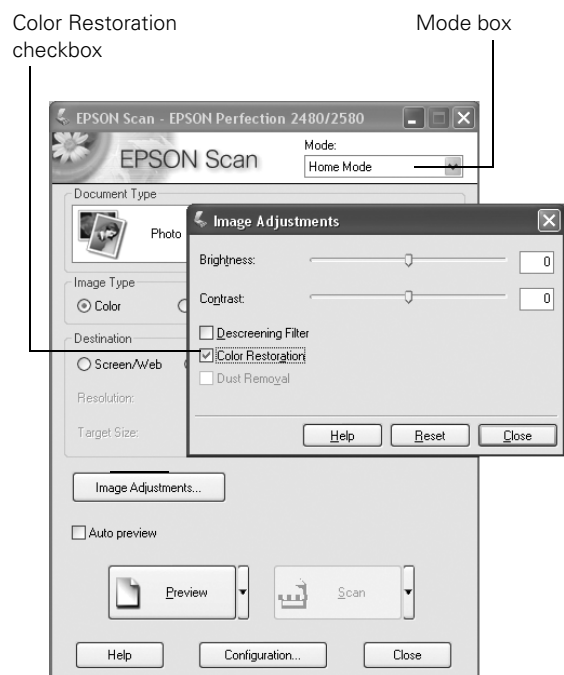 Color Restoration
checkbox
Mode box
EPSON Scan - EPSON Perfection 2480/2580
EPSON Scan
Mode:
Home Mode
Document Type
Photo
Image Type
Color
Destination
Screen/Web
Resolution:
Target Size:
Image Adjustments
Brightness:
0
Contrast:
0
Descreening Filter
Color Restoration
Dust Removal
Help
Reset
Close
Image Adjustments...
Auto preview
Preview
Scan
Help
Configuration...
Close